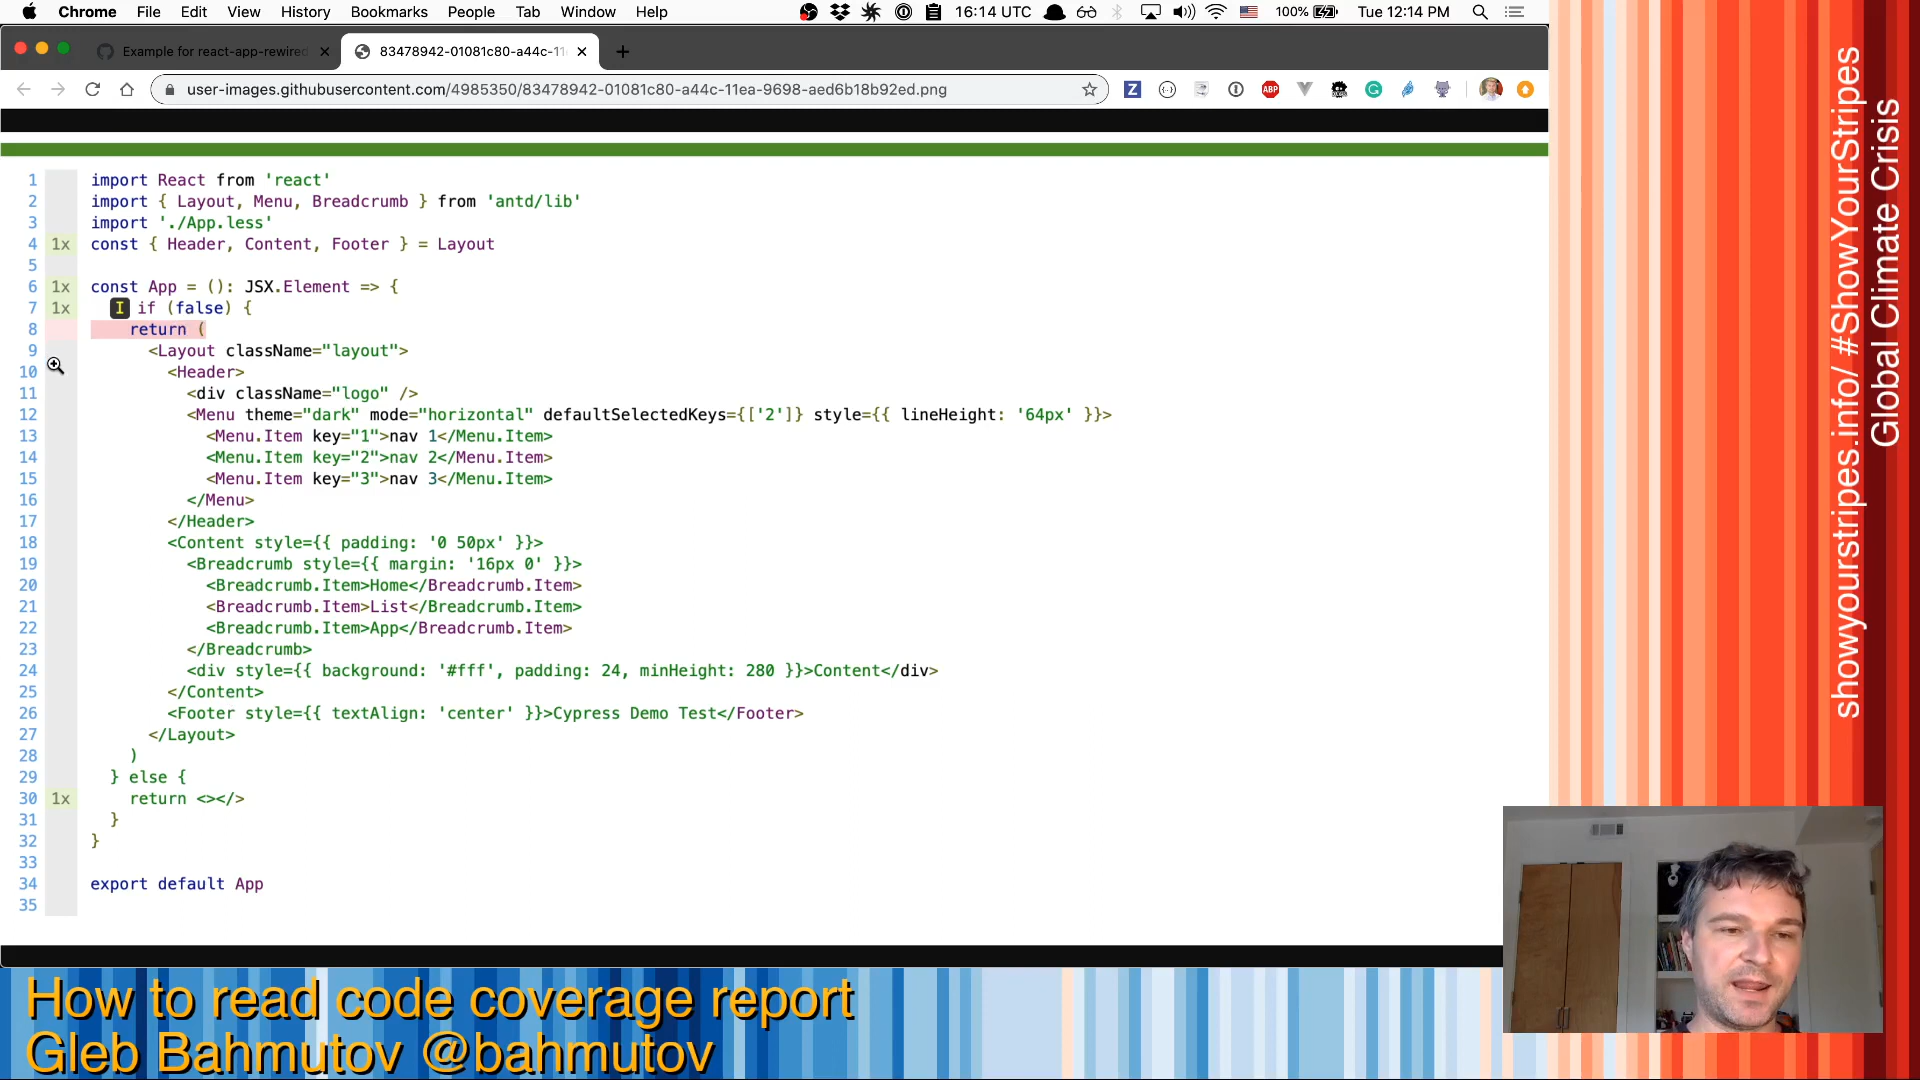 Chrome File Edit View History Bookmarks People Tab Window Help 16:14 UTC 100% Tue 12:14 PM
Example for react-app-rewired
83478942-01081c80-a44c-11
user-images.githubusercontent.com/4985350/83478942-01081c80-a44c-11ea-9698-aed6b18b92ed.png
Z
ABP
1 import React from 'react'
2 import { Layout, Menu, Breadcrumb } from 'antd/lib'
3 import './App.less'
4 1x const { Header, Content, Footer } = Layout
5
6 1x const App = (): JSX.Element => {
7 1x I if (false) {
8 return (
9 <Layout className="layout">
10 <Header>
11 <div className="logo" />
12 <Menu theme="dark" mode="horizontal" defaultSelectedKeys={['2']} style={{ lineHeight: '64px' }}>
13 <Menu.Item key="1">nav 1</Menu.Item>
14 <Menu.Item key="2">nav 2</Menu.Item>
15 <Menu.Item key="3">nav 3</Menu.Item>
16 </Menu>
17 </Header>
18 <Content style={{ padding: '0 50px' }}>
19 <Breadcrumb style={{ margin: '16px 0' }}>
20 <Breadcrumb.Item>Home</Breadcrumb.Item>
21 <Breadcrumb.Item>List</Breadcrumb.Item>
22 <Breadcrumb.Item>App</Breadcrumb.Item>
23 </Breadcrumb>
24 <div style={{ background: '#fff', padding: 24, minHeight: 280 }}>Content</div>
25 </Content>
26 <Footer style={{ textAlign: 'center' }}>Cypress Demo Test</Footer>
27 </Layout>
28 )
29 } else {
30 1x return <></>
31 }
32 }
33
34 export default App
35
showyourstripes.info/ #ShowYourStripes
Global Climate Crisis
How to read code coverage report
Gleb Bahmutov @bahmutov